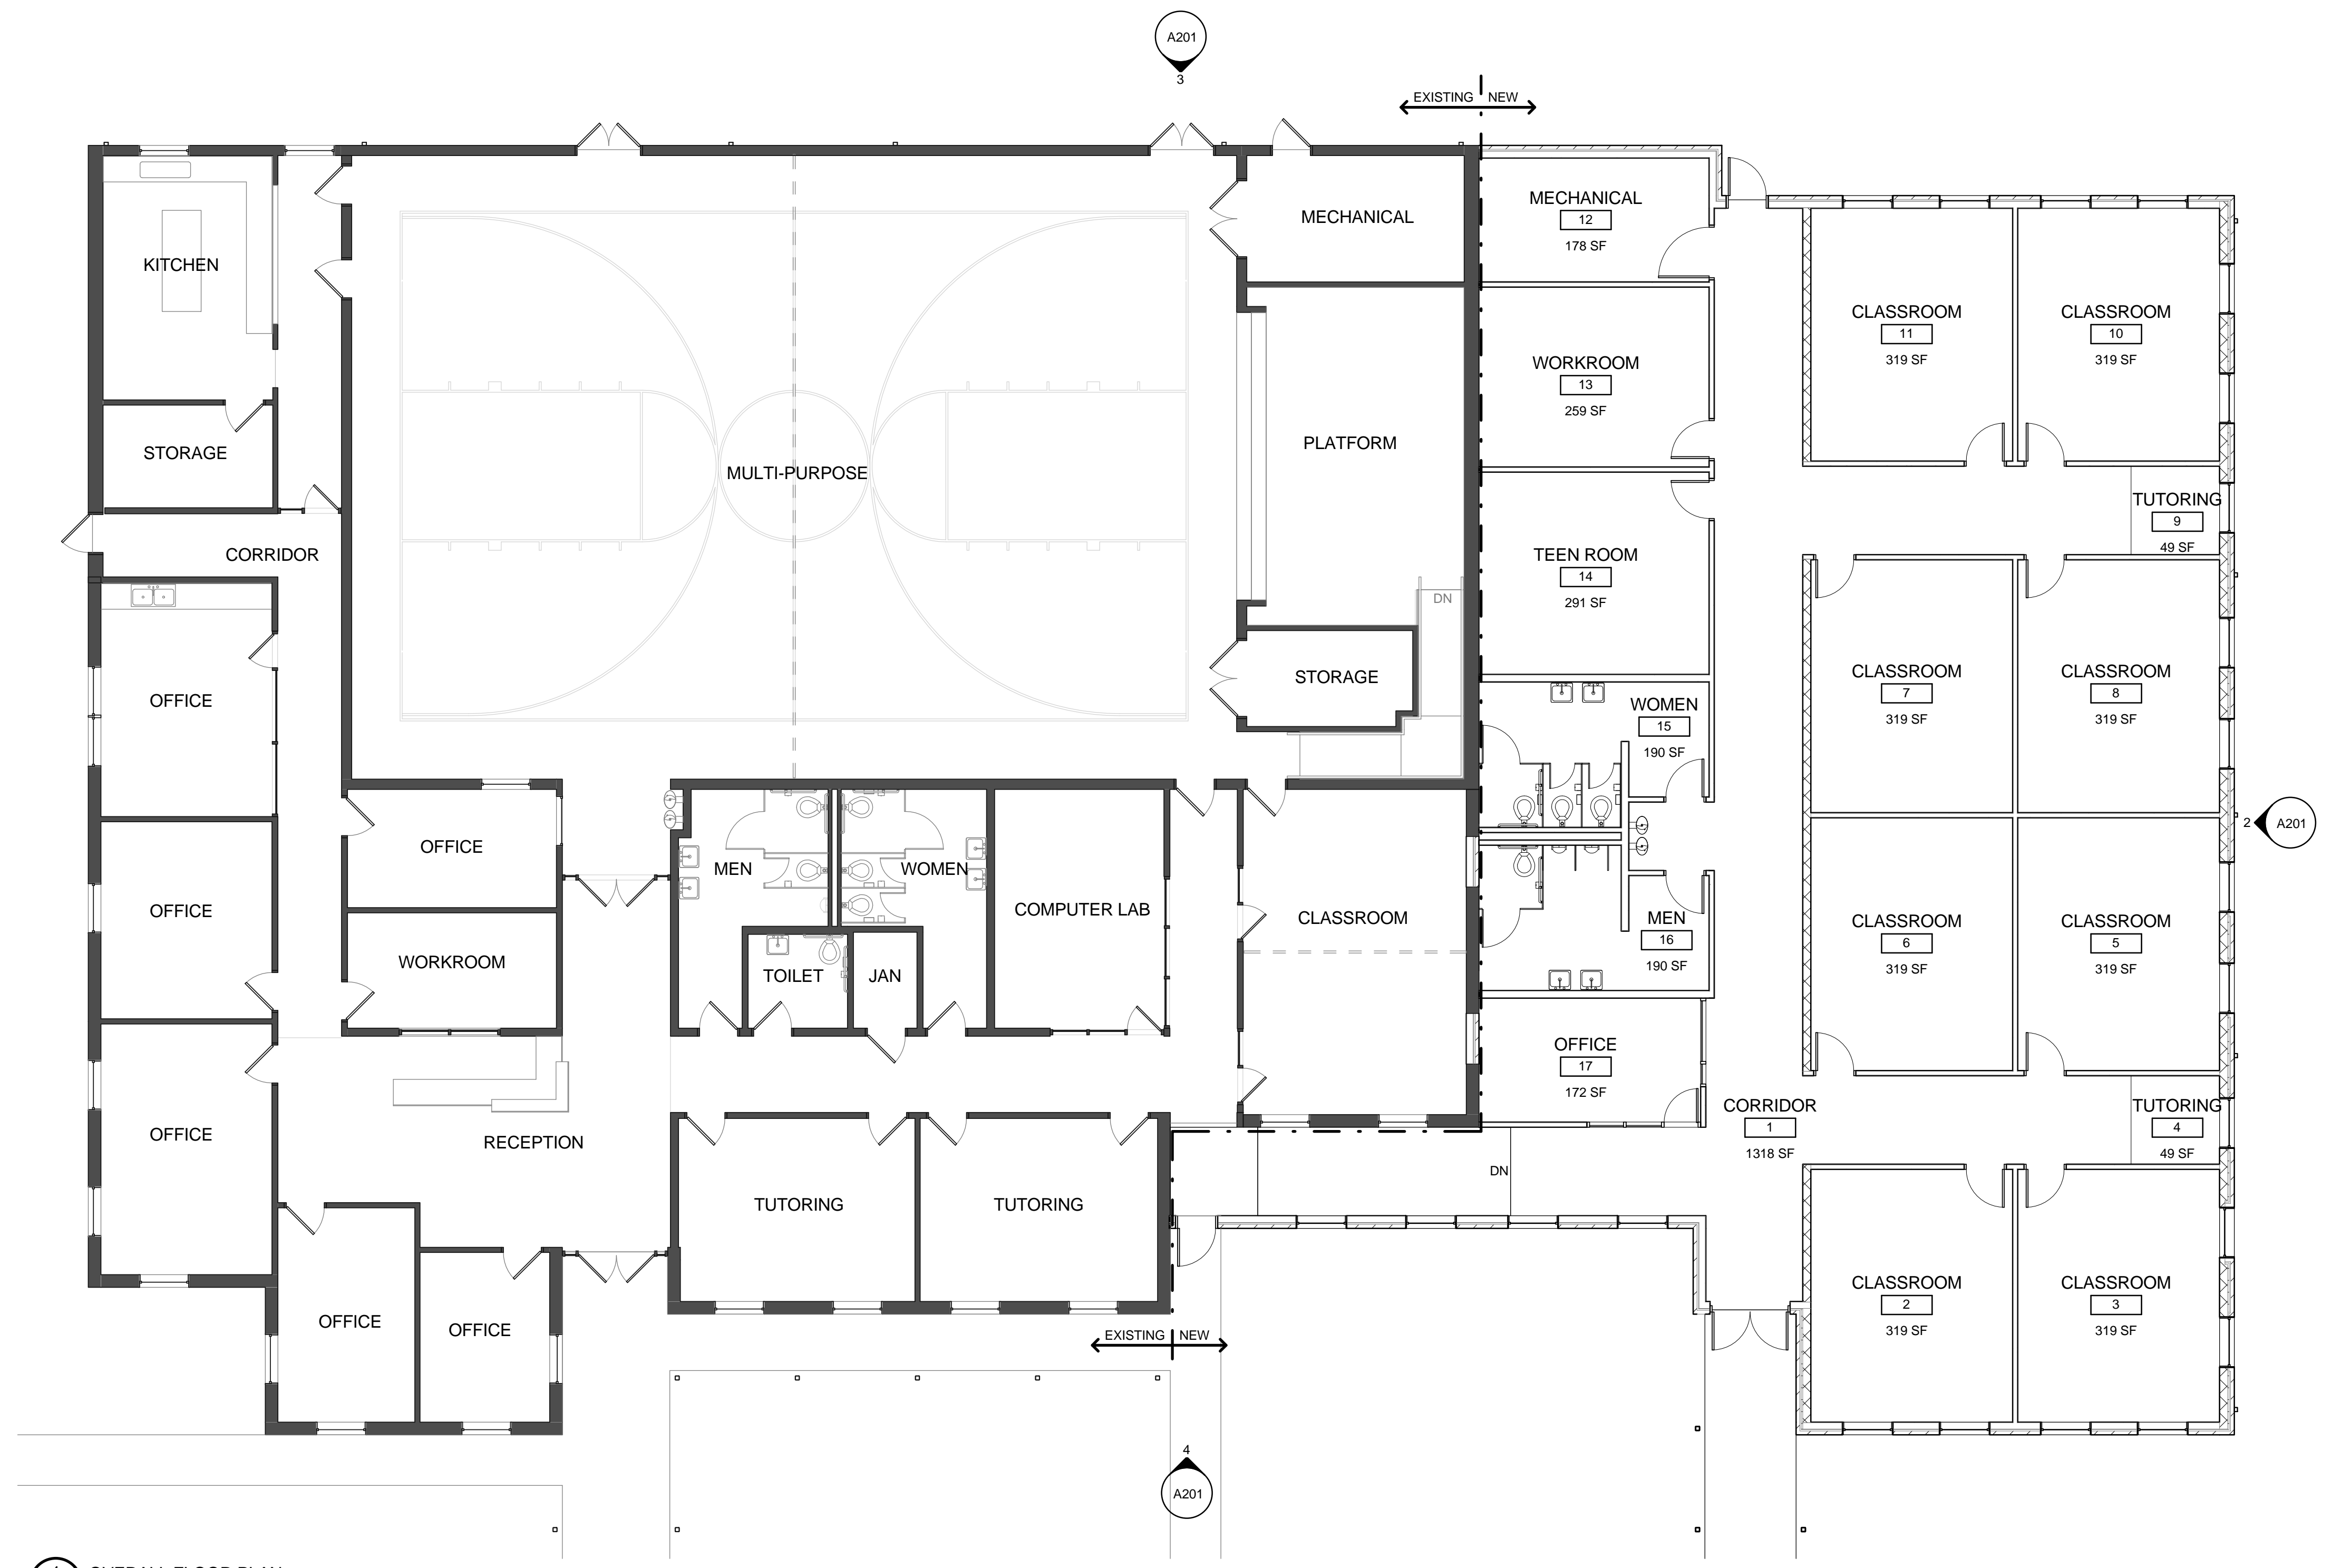 A201
3
EXISTING NEW
MECHANICAL
12
178 SF
MECHANICAL
KITCHEN
CLASSROOM
11
319 SF
CLASSROOM
10
319 SF
WORKROOM
13
259 SF
STORAGE
PLATFORM
MULTI-PURPOSE
TUTORING
9
49 SF
CORRIDOR
TEEN ROOM
14
291 SF
DN
OFFICE
STORAGE
WOMEN
15
190 SF
CLASSROOM
7
319 SF
CLASSROOM
8
319 SF
2
A201
OFFICE
MEN
WOMEN
OFFICE
COMPUTER LAB
CLASSROOM
MEN
16
190 SF
CLASSROOM
6
319 SF
CLASSROOM
5
319 SF
WORKROOM
TOILET
JAN
OFFICE
17
172 SF
OFFICE
RECEPTION
CORRIDOR
1
1318 SF
TUTORING
4
49 SF
DN
TUTORING
TUTORING
CLASSROOM
2
319 SF
CLASSROOM
3
319 SF
OFFICE
OFFICE
EXISTING NEW
4
A201